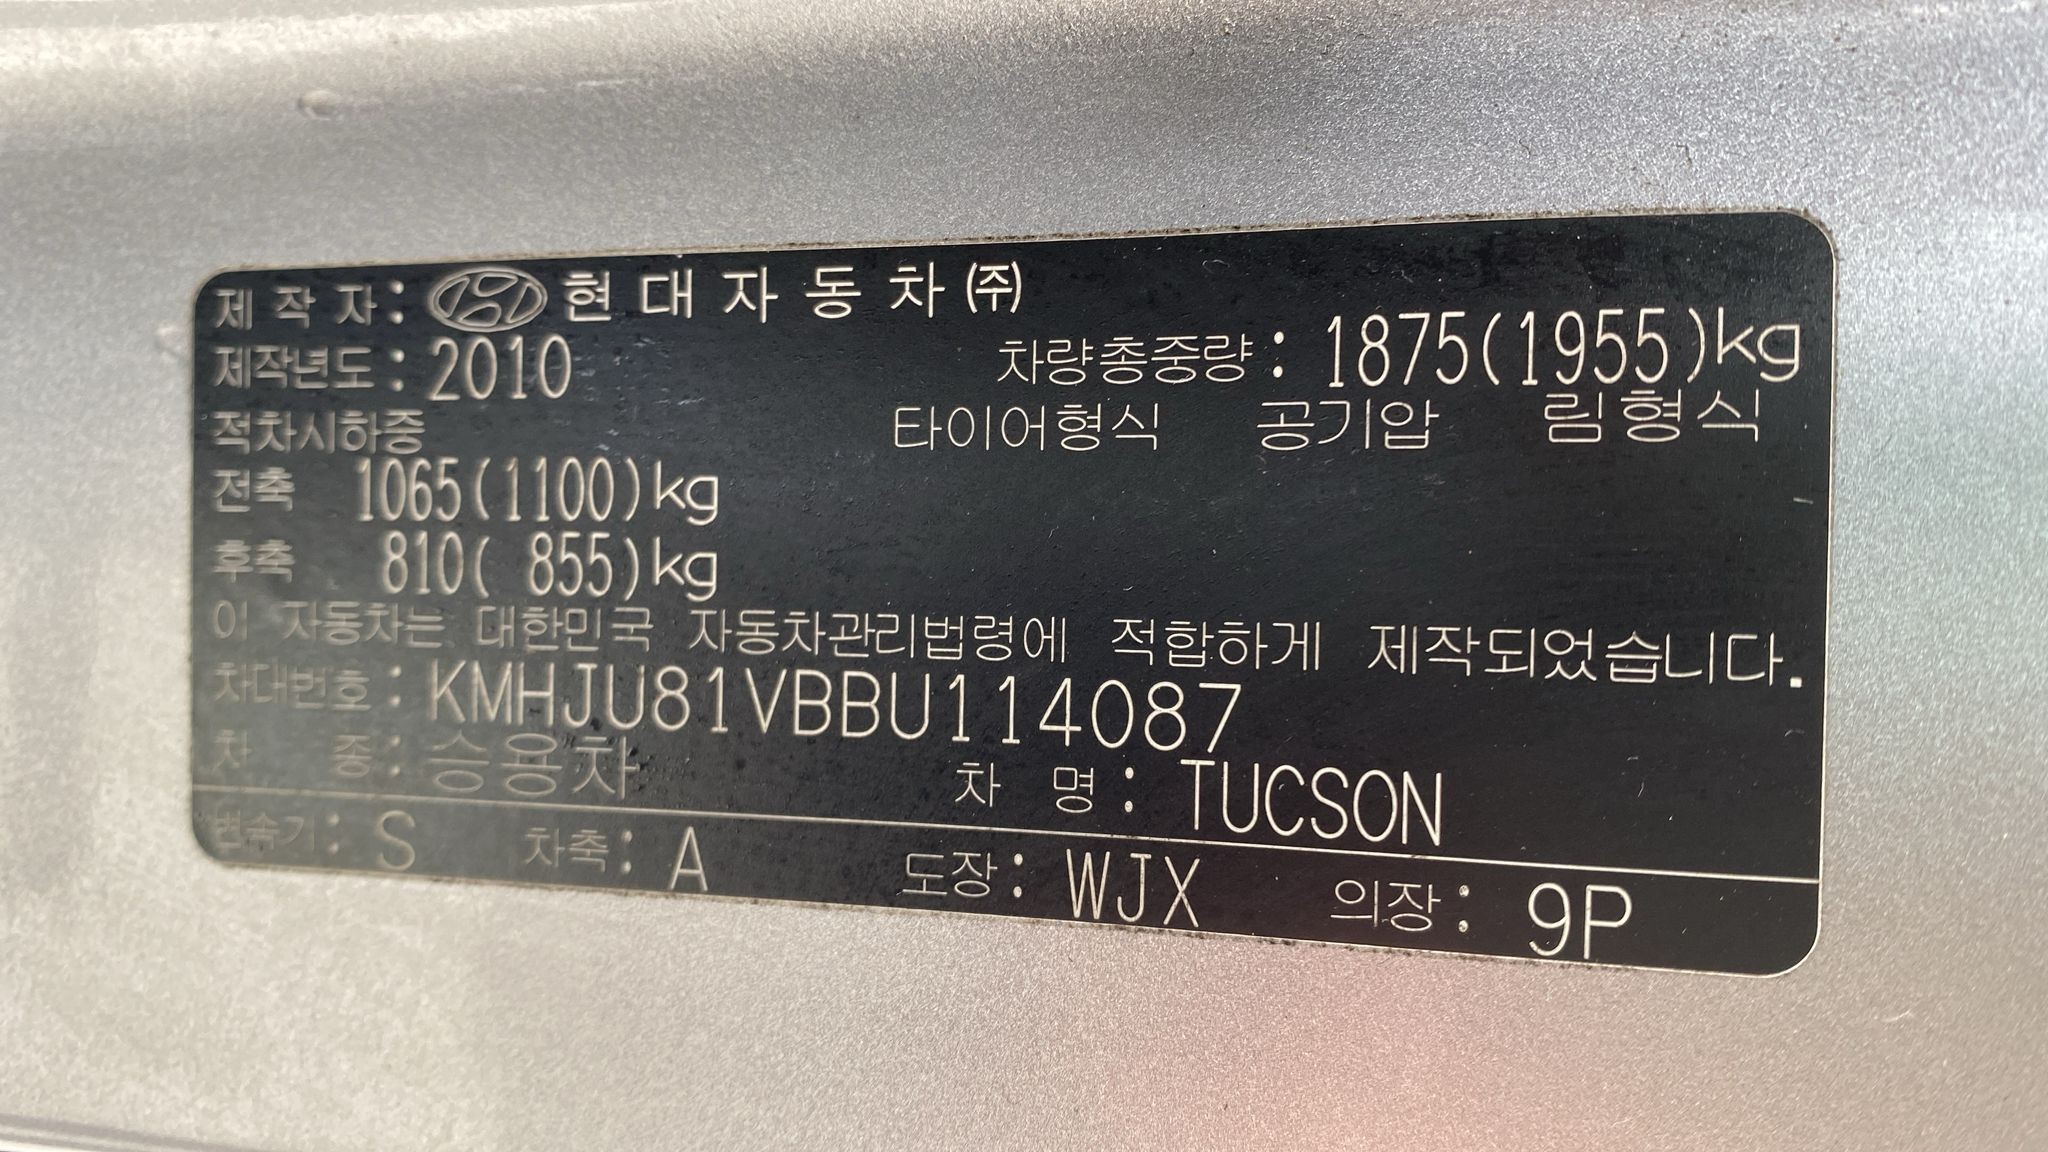 제작자: 현대자동차㈜
제작년도: 2010
차량총중량: 1875(1955)kg
적차시하중
타이어형식 공기압 림형식
전축 1065(1100)kg
후축 810( 855)kg
이 자동차는 대한민국 자동차관리법령에 적합하게 제작되었습니다.
차대번호: KMHJU81VBBU114087
차 종: 승용차
차 명: TUCSON
변속기: S 차축: A 도장: WJX 의장: 9P